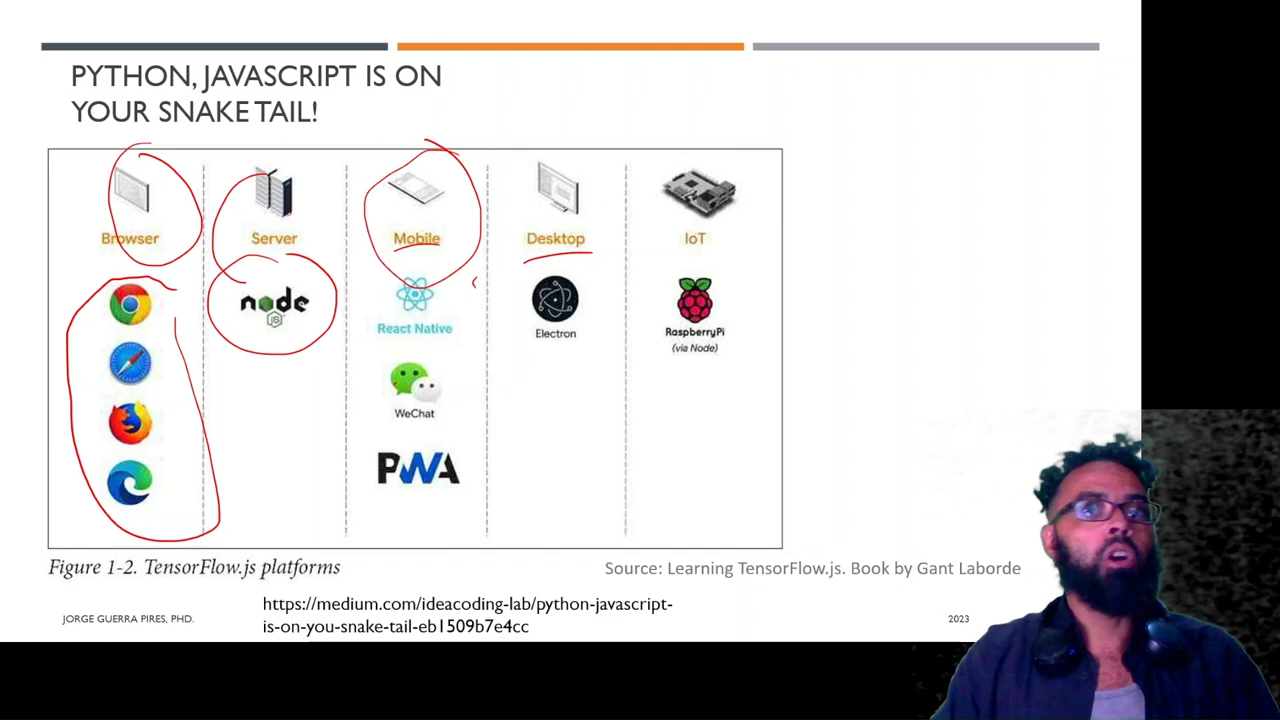 PYTHON, JAVASCRIPT IS ON
YOUR SNAKE TAIL!
Browser
Server
Mobile
Desktop
IoT
node
JS
React Native
WeChat
PWA
Electron
RaspberryPi
(via Node)
Figure 1-2. TensorFlow.js platforms
Source: Learning TensorFlow.js. Book by Gant Laborde
https://medium.com/ideacoding-lab/python-javascript-
is-on-you-snake-tail-eb1509b7e4cc
JORGE GUERRA PIRES, PHD.
2023